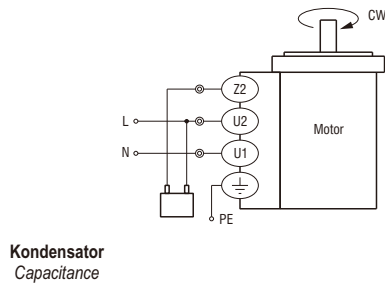 CW
Z2
L
U2
Motor
N
U1
PE
Kondensator
Capacitance